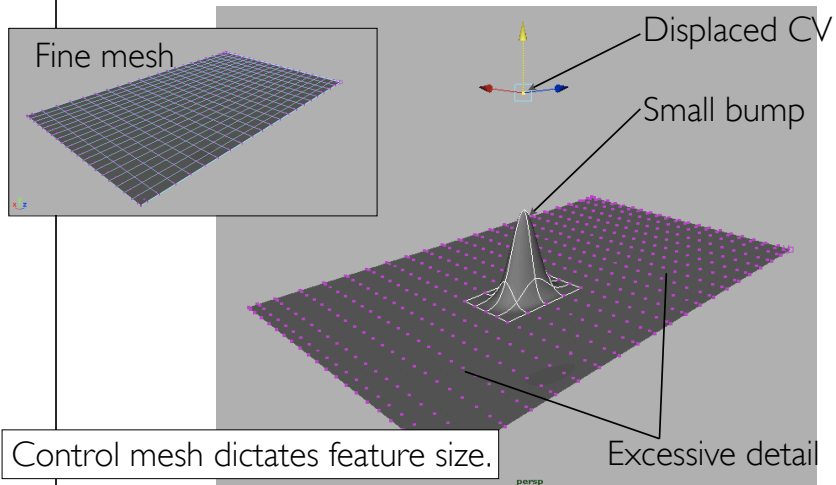 Displaced CV
Fine mesh
Small bump
Control mesh dictates feature size.
Excessive detail
persp